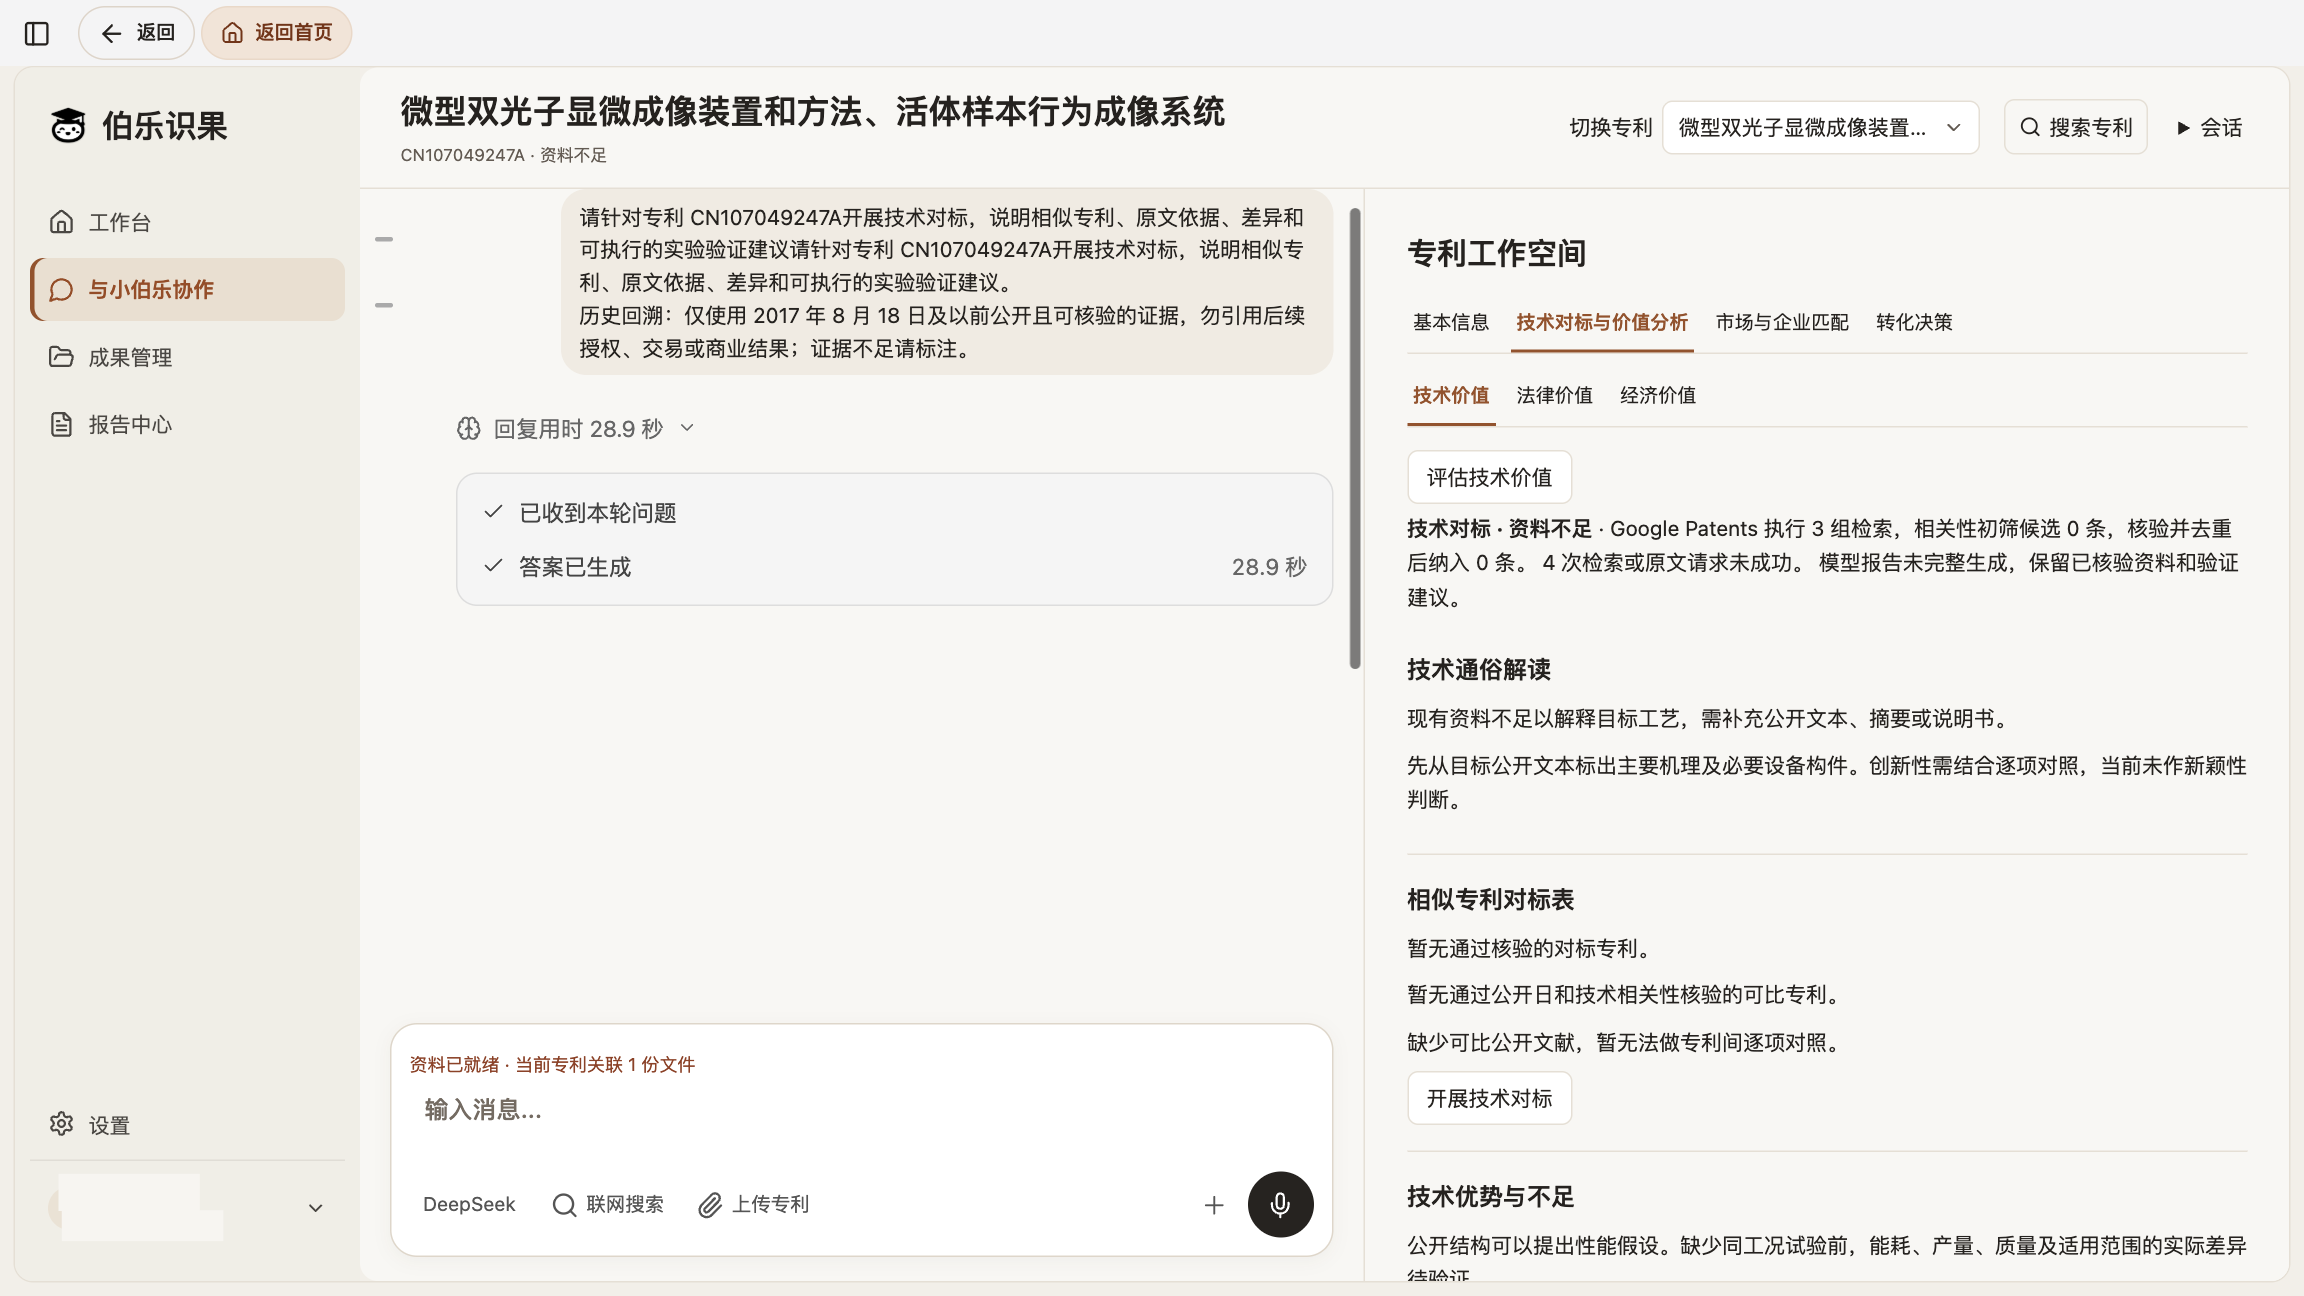 返回
返回首页
伯乐识果
工作台
与小伯乐协作
成果管理
报告中心
设置
微型双光子显微成像装置和方法、活体样本行为成像系统
CN107049247A · 资料不足
切换专利
微型双光子显微成像装置...
搜索专利
会话
请针对专利 CN107049247A开展技术对标，说明相似专利、原文依据、差异和
可执行的实验验证建议请针对专利 CN107049247A开展技术对标，说明相似专
利、原文依据、差异和可执行的实验验证建议。
历史回溯：仅使用 2017 年 8 月 18 日及以前公开且可核验的证据，勿引用后续
授权、交易或商业结果；证据不足请标注。
回复用时 28.9 秒
已收到本轮问题
答案已生成
28.9 秒
资料已就绪 · 当前专利关联 1 份文件
输入消息...
DeepSeek
联网搜索
上传专利
专利工作空间
基本信息
技术对标与价值分析
市场与企业匹配
转化决策
技术价值
法律价值
经济价值
评估技术价值
技术对标 · 资料不足 · Google Patents 执行 3 组检索，相关性初筛候选 0 条，核验并去重
后纳入 0 条。 4 次检索或原文请求未成功。 模型报告未完整生成，保留已核验资料和验证
建议。
技术通俗解读
现有资料不足以解释目标工艺，需补充公开文本、摘要或说明书。
先从目标公开文本标出主要机理及必要设备构件。创新性需结合逐项对照，当前未作新颖性
判断。
相似专利对标表
暂无通过核验的对标专利。
暂无通过公开日和技术相关性核验的可比专利。
缺少可比公开文献，暂无法做专利间逐项对照。
开展技术对标
技术优势与不足
公开结构可以提出性能假设。缺少同工况试验前，能耗、产量、质量及适用范围的实际差异
待验证